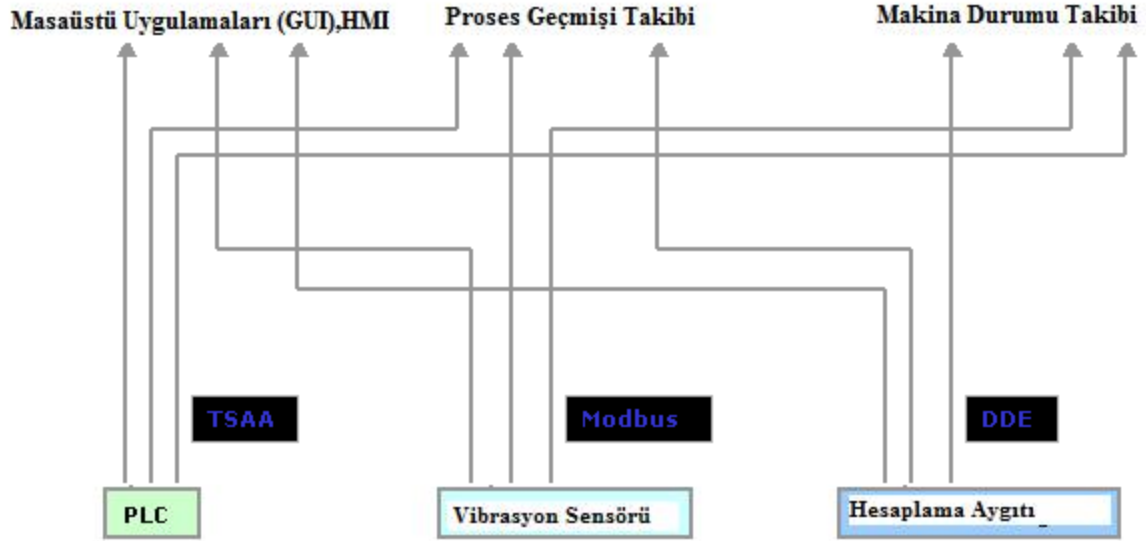 Masaüstü Uygulamaları (GUI),HMI
Proses Geçmişi Takibi
Makina Durumu Takibi
TSAA
Modbus
DDE
PLC
Vibrasyon Sensörü
Hesaplama Aygıtı